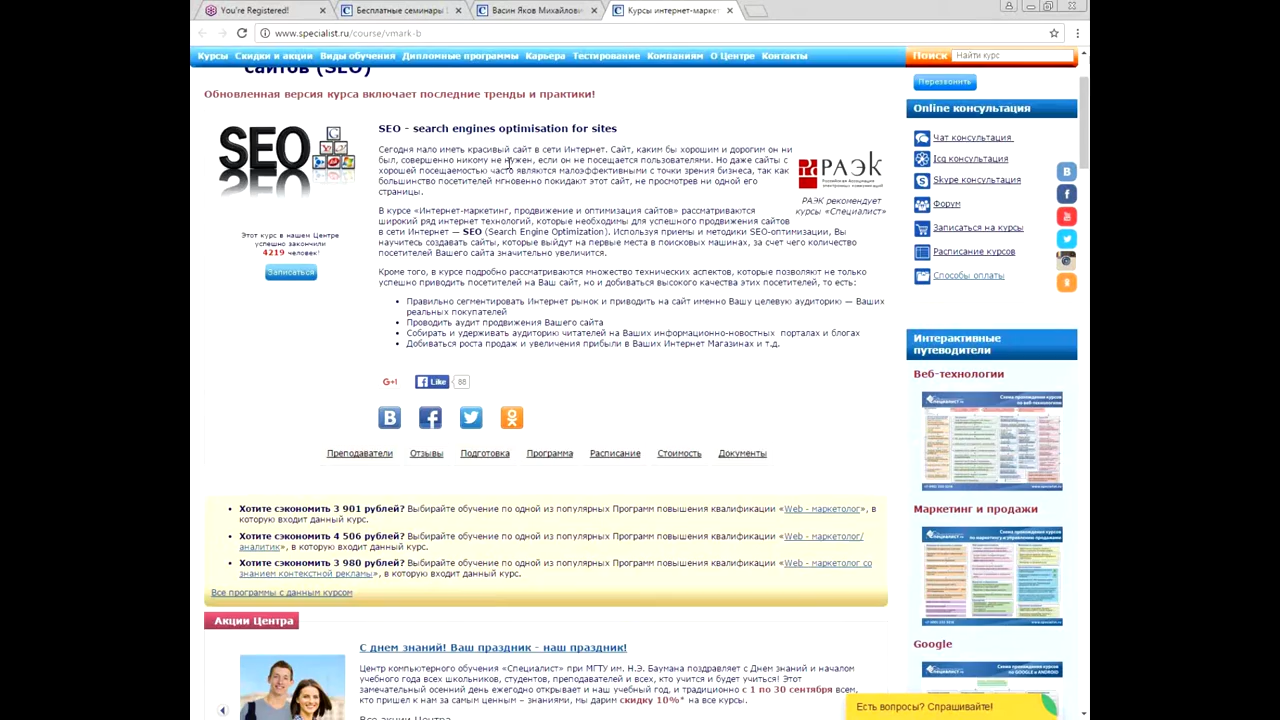 You're Registered!
Бесплатные семинары
Васин Яков Михайлович
Курсы интернет-маркет
www.specialist.ru/course/vmark-b
Курсы Скидки и акции Виды обучения Дипломные программы Карьера Тестирование Компаниям О Центре Контакты
Поиск Найти курс
сайтов (SEO)
Обновленная версия курса включает последние тренды и практики!
SEO
SEO - search engines optimisation for sites
Сегодня мало иметь красивый сайт в сети Интернет. Сайт, каким бы хорошим и дорогим он ни
был, совершенно никому не нужен, если он не посещается пользователями. Но даже сайты с
хорошей посещаемостью часто являются малоэффективными с точки зрения бизнеса, так как
большинство посетителей мгновенно покидают этот сайт, не просмотрев ни одной его
страницы.
РАЭК
РАЭК рекомендует
курсы «Специалист»
В курсе «Интернет-маркетинг, продвижение и оптимизация сайтов» рассматриваются
широкий ряд интернет технологий, которые необходимы для успешного продвижения сайтов
в сети Интернет — SEO (Search Engine Optimization). Используя приемы и методики SEO-оптимизации, Вы
научитесь создавать сайты, которые выйдут на первые места в поисковых машинах, за счет чего количество
посетителей Вашего сайта значительно увеличится.
Этот курс в нашем Центре
успешно закончили
4219 человек!
Записаться
Кроме того, в курсе подробно рассматриваются множество технических аспектов, которые позволяют не только
успешно приводить посетителей на Ваш сайт, но и добиваться высокого качества этих посетителей, то есть:
• Правильно сегментировать Интернет рынок и приводить на сайт именно Вашу целевую аудиторию — Ваших
реальных покупателей
• Проводить аудит продвижения Вашего сайта
• Собирать и удерживать аудиторию читателей на Ваших информационно-новостных порталах и блогах
• Добиваться роста продаж и увеличения прибыли в Ваших Интернет Магазинах и т.д.
G+1
Like 88
Преподаватели Отзывы Подготовка Программа Расписание Стоимость Документы
• Хотите сэкономить 3 901 рублей? Выбирайте обучение по одной из популярных Программ повышения квалификации «Web - маркетолог», в
которую входит данный курс.
• Хотите сэкономить 4 506 рублей? Выбирайте обучение по одной из популярных Программ повышения квалификации «Web - маркетолог/
аналитик», в которую входит данный курс.
• Хотите сэкономить 3 980 рублей? Выбирайте обучение по одной из популярных Программ повышения квалификации «Web - маркетолог со
знанием контекстной рекламы», в которую входит данный курс.
Все программы с данным курсом
Акции Центра
С днем знаний! Ваш праздник - наш праздник!
Центр компьютерного обучения «Специалист» при МГТУ им. Н.Э. Баумана поздравляет с Днем знаний и началом
учебного года всех школьников, студентов, преподавателей и всех, кто учится и будет учиться! Этот
замечательный осенний день ежегодно открывает и наш учебный год, и традиционно с 1 по 30 сентября всем,
кто пришел к нам за самым ценным – знаниями, мы дарим скидку 10%* на все курсы.
Все акции Центра
Перезвонить
Online консультация
Чат консультация
Icq консультация
Skype консультация
Форум
Записаться на курсы
Расписание курсов
Способы оплаты
Интерактивные
путеводители
Веб-технологии
Маркетинг и продажи
Google
Есть вопросы? Спрашивайте!